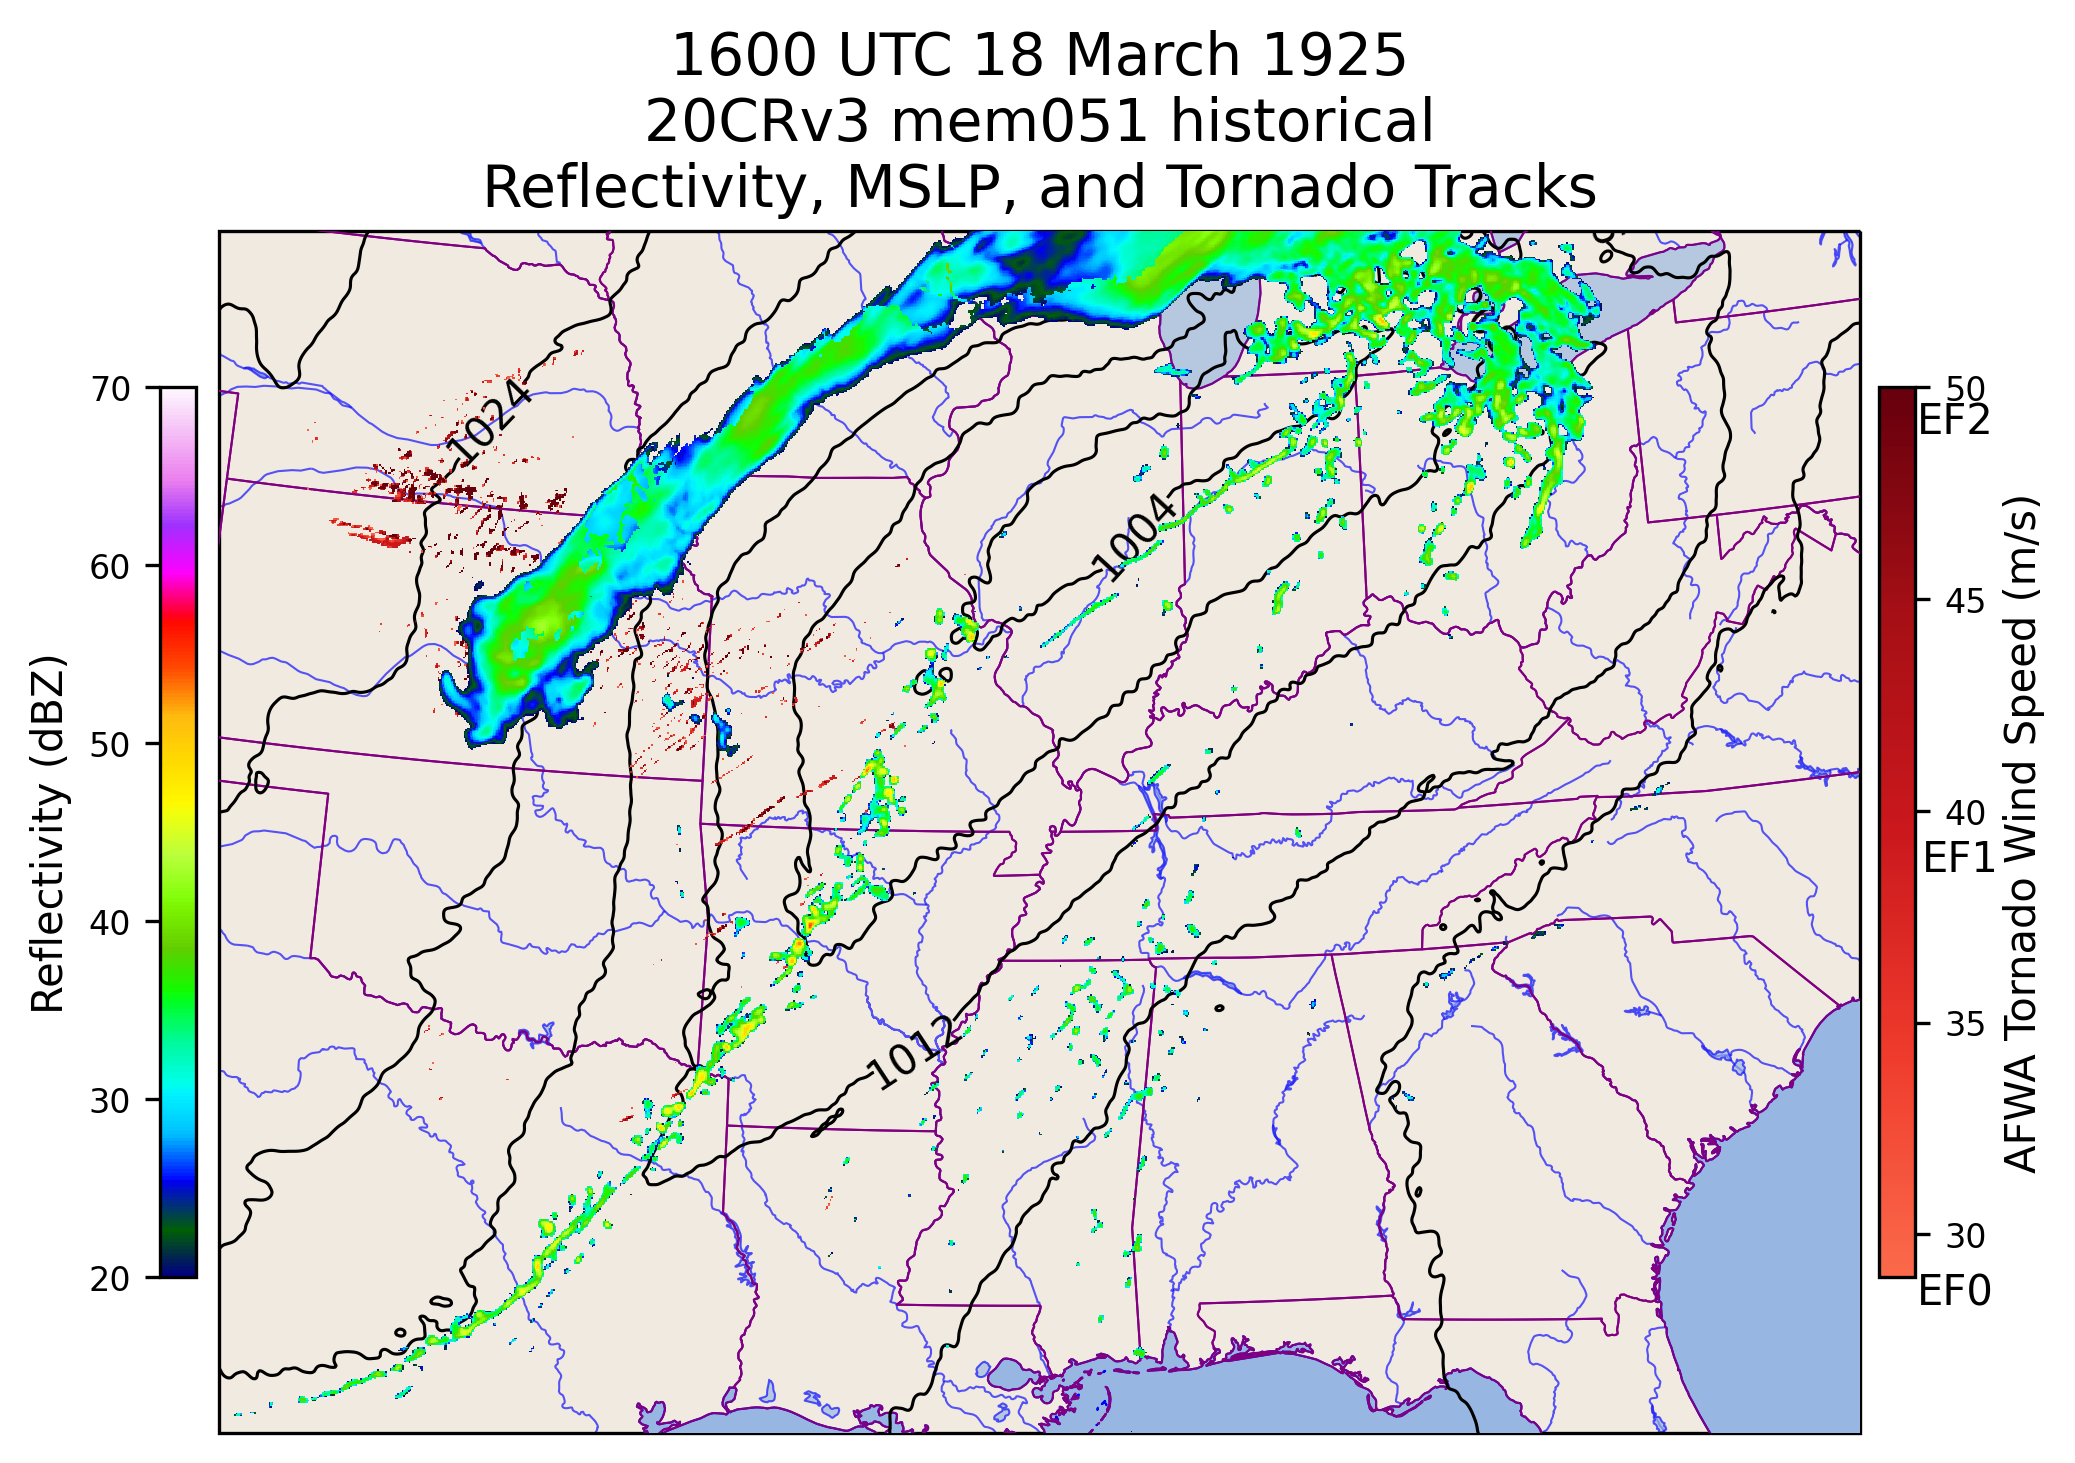 1600 UTC 18 March 1925
20CRv3 mem051 historical
Reflectivity, MSLP, and Tornado Tracks
Reflectivity (dBZ)
70
60
50
40
30
20
1024
1004
1012
50
EF2
45
40
EF1
35
30
EF0
AFWA Tornado Wind Speed (m/s)